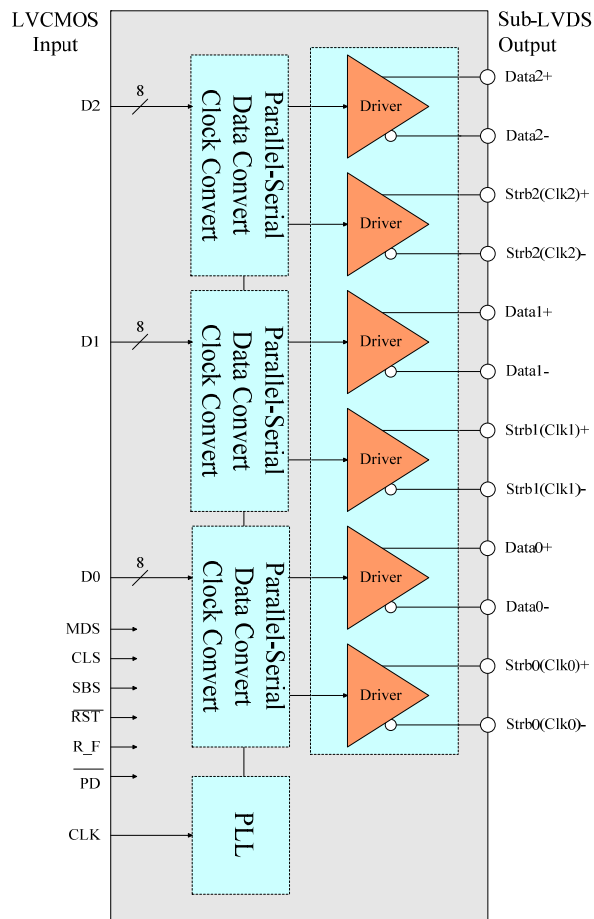 LVCMOS
Input
Sub-LVDS
Output
D2
8
Parallel-Serial
Data Convert
Clock Convert
Driver
Data2+
Data2-
Driver
Strb2(Clk2)+
Strb2(Clk2)-
D1
8
Parallel-Serial
Data Convert
Clock Convert
Driver
Data1+
Data1-
Driver
Strb1(Clk1)+
Strb1(Clk1)-
D0
8
Parallel-Serial
Data Convert
Clock Convert
Driver
Data0+
Data0-
Driver
Strb0(Clk0)+
Strb0(Clk0)-
MDS
CLS
SBS
R̅S̅T̅
R_F
P̅D̅
CLK
PLL